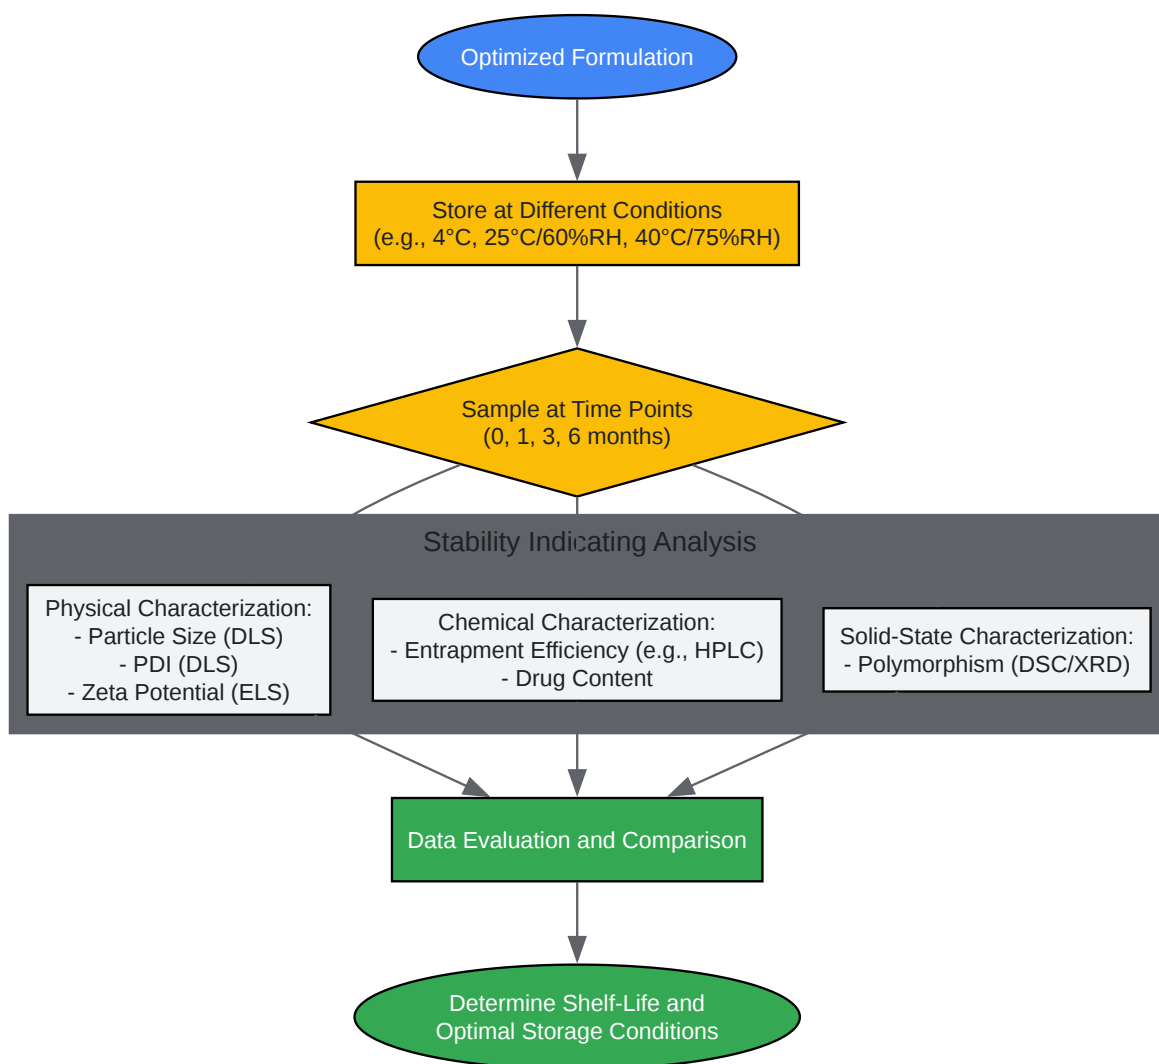 Optimized Formulation
Store at Different Conditions
(e.g., 4°C, 25°C/60%RH, 40°C/75%RH)
Sample at Time Points
(0, 1, 3, 6 months)
Stability Indicating Analysis
Physical Characterization:
- Particle Size (DLS)
- PDI (DLS)
- Zeta Potential (ELS)
Chemical Characterization:
- Entrapment Efficiency (e.g., HPLC)
- Drug Content
Solid-State Characterization:
- Polymorphism (DSC/XRD)
Data Evaluation and Comparison
Determine Shelf-Life and
Optimal Storage Conditions